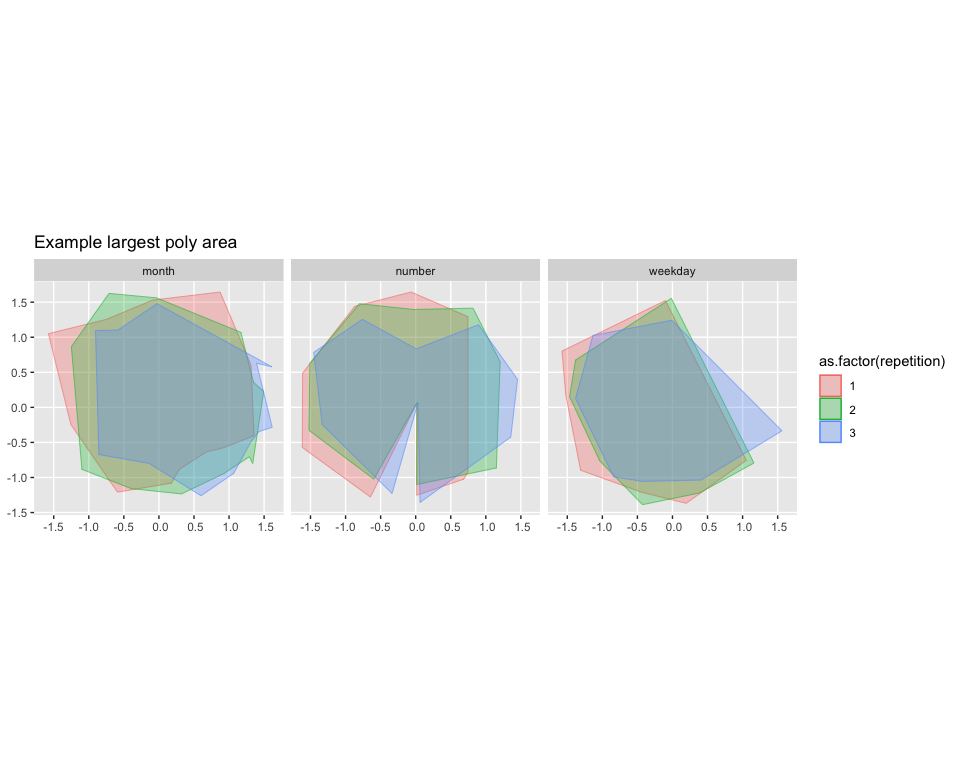 Example largest poly area
month number weekday
1.5
1.0
0.5
0.0
-0.5
-1.0
-1.5
-1.5 -1.0 -0.5 0.0 0.5 1.0 1.5 -1.5 -1.0 -0.5 0.0 0.5 1.0 1.5 -1.5 -1.0 -0.5 0.0 0.5 1.0 1.5
as.factor(repetition)
1
2
3